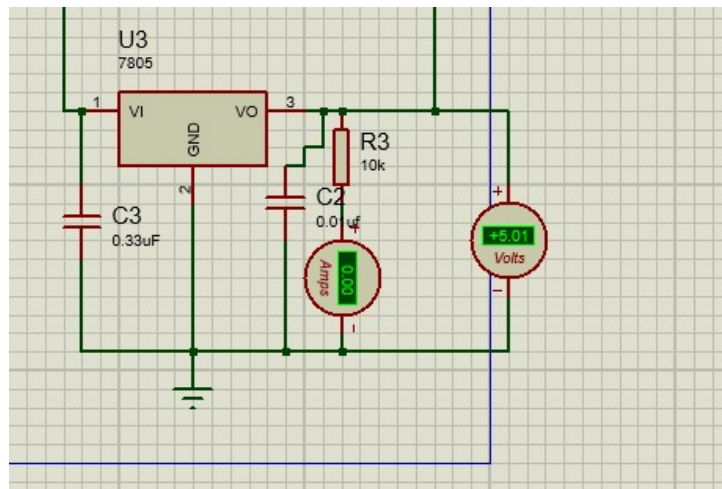 U3
7805
1
VI
VO
3
GND
2
R3
10k
C2
0.01uf
C3
0.33uF
+
Amps
0.00
-
+
+5.01
Volts
-